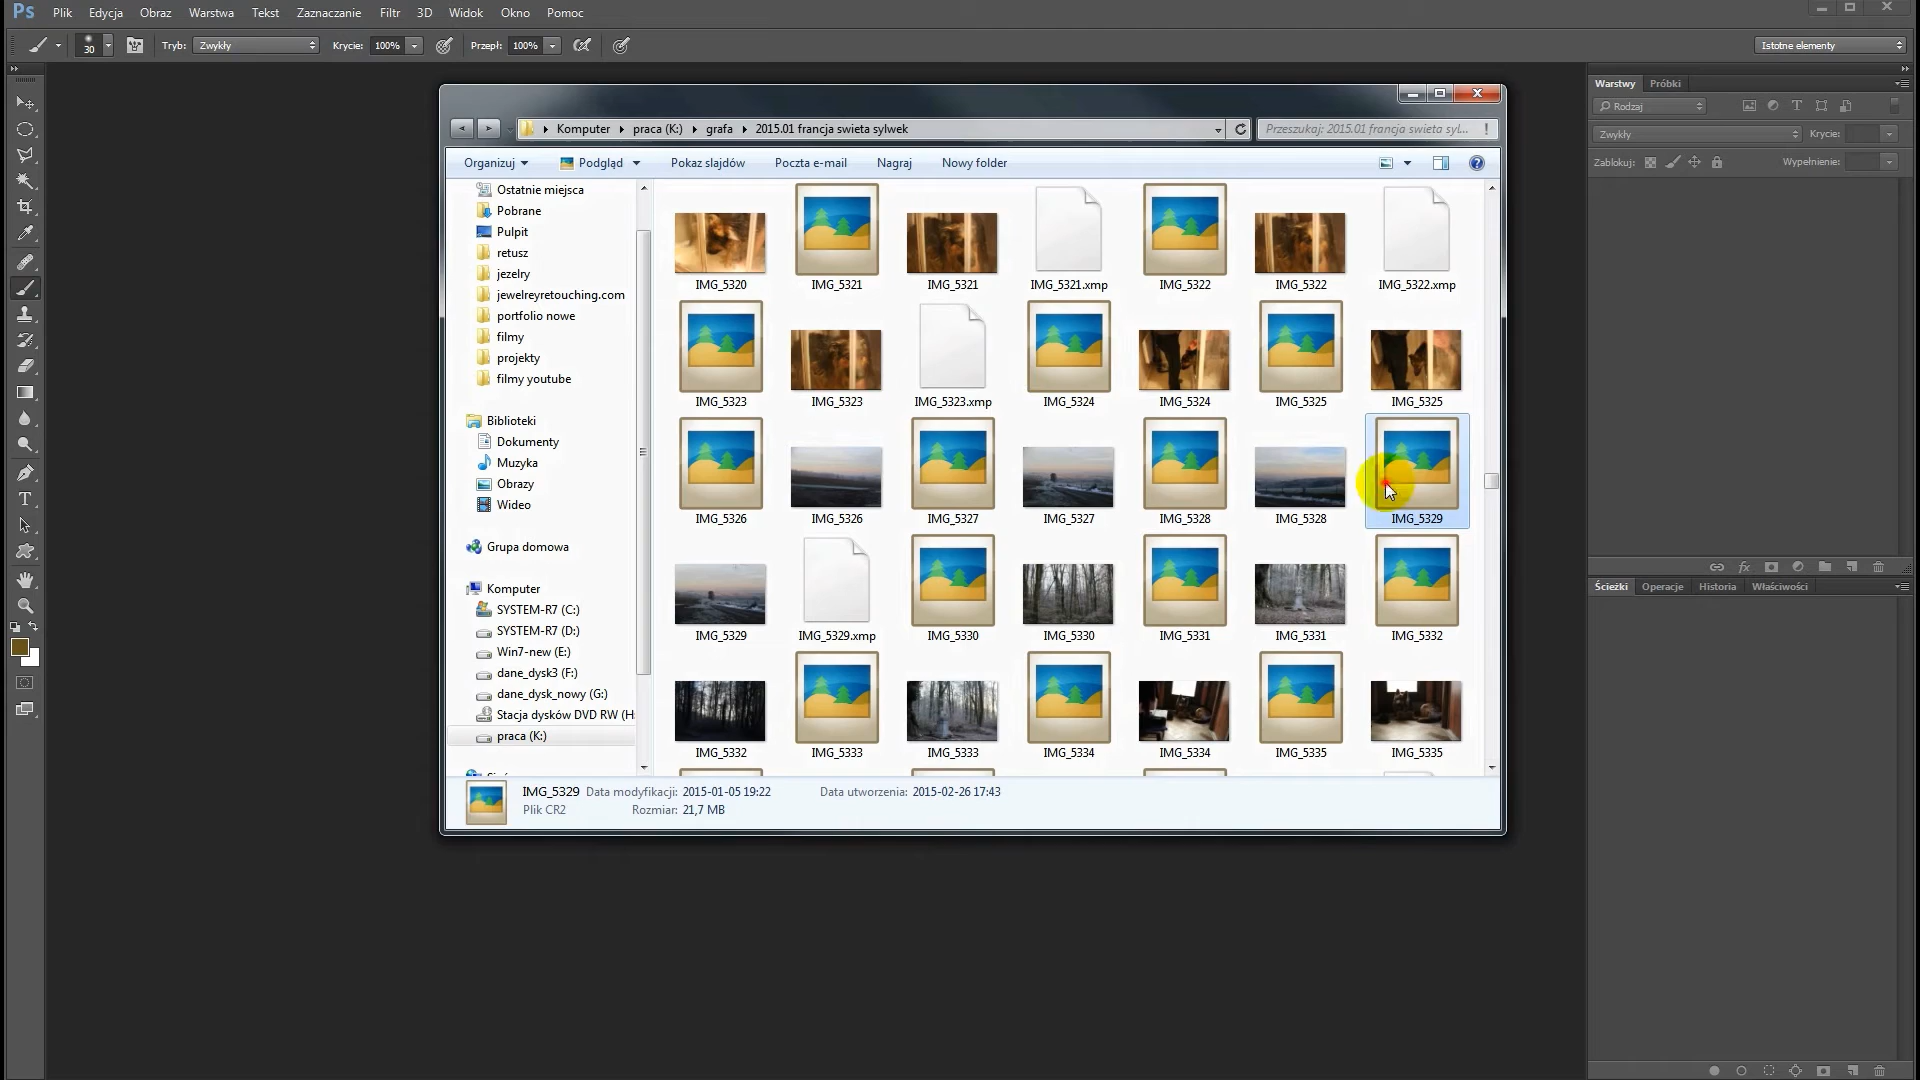 Ps Plik Edycja Obraz Warstwa Tekst Zaznaczanie Filtr 3D Widok Okno Pomoc
30 Tryb: Zwykły Krycie: 100% Przepł: 100% Istotne elementy
Warstwy Próbki
Rodzaj
Zwykły Krycie:
Zablokuj: Wypełnienie:
Ścieżki Operacje Historia Właściwości
Komputer praca (K:) grafa 2015.01 francja swieta sylwek
Przeszukaj: 2015.01 francja swieta syl...
Organizuj Podgląd Pokaz slajdów Poczta e-mail Nagraj Nowy folder
Ostatnie miejsca
Pobrane
Pulpit
retusz
jezelry
jewelreyretouching.com
portfolio nowe
filmy
projekty
filmy youtube
Biblioteki
Dokumenty
Muzyka
Obrazy
Wideo
Grupa domowa
Komputer
SYSTEM-R7 (C:)
SYSTEM-R7 (D:)
Win7-new (E:)
dane_dysk3 (F:)
dane_dysk_nowy (G:)
Stacja dysków DVD RW (H:
praca (K:)
IMG_5320 IMG_5321 IMG_5321 IMG_5321.xmp IMG_5322 IMG_5322 IMG_5322.xmp
IMG_5323 IMG_5323 IMG_5323.xmp IMG_5324 IMG_5324 IMG_5325 IMG_5325
IMG_5326 IMG_5326 IMG_5327 IMG_5327 IMG_5328 IMG_5328 IMG_5329
IMG_5329 IMG_5329.xmp IMG_5330 IMG_5330 IMG_5331 IMG_5331 IMG_5332
IMG_5332 IMG_5333 IMG_5333 IMG_5334 IMG_5334 IMG_5335 IMG_5335
IMG_5329 Data modyfikacji: 2015-01-05 19:22 Data utworzenia: 2015-02-26 17:43
Plik CR2 Rozmiar: 21,7 MB